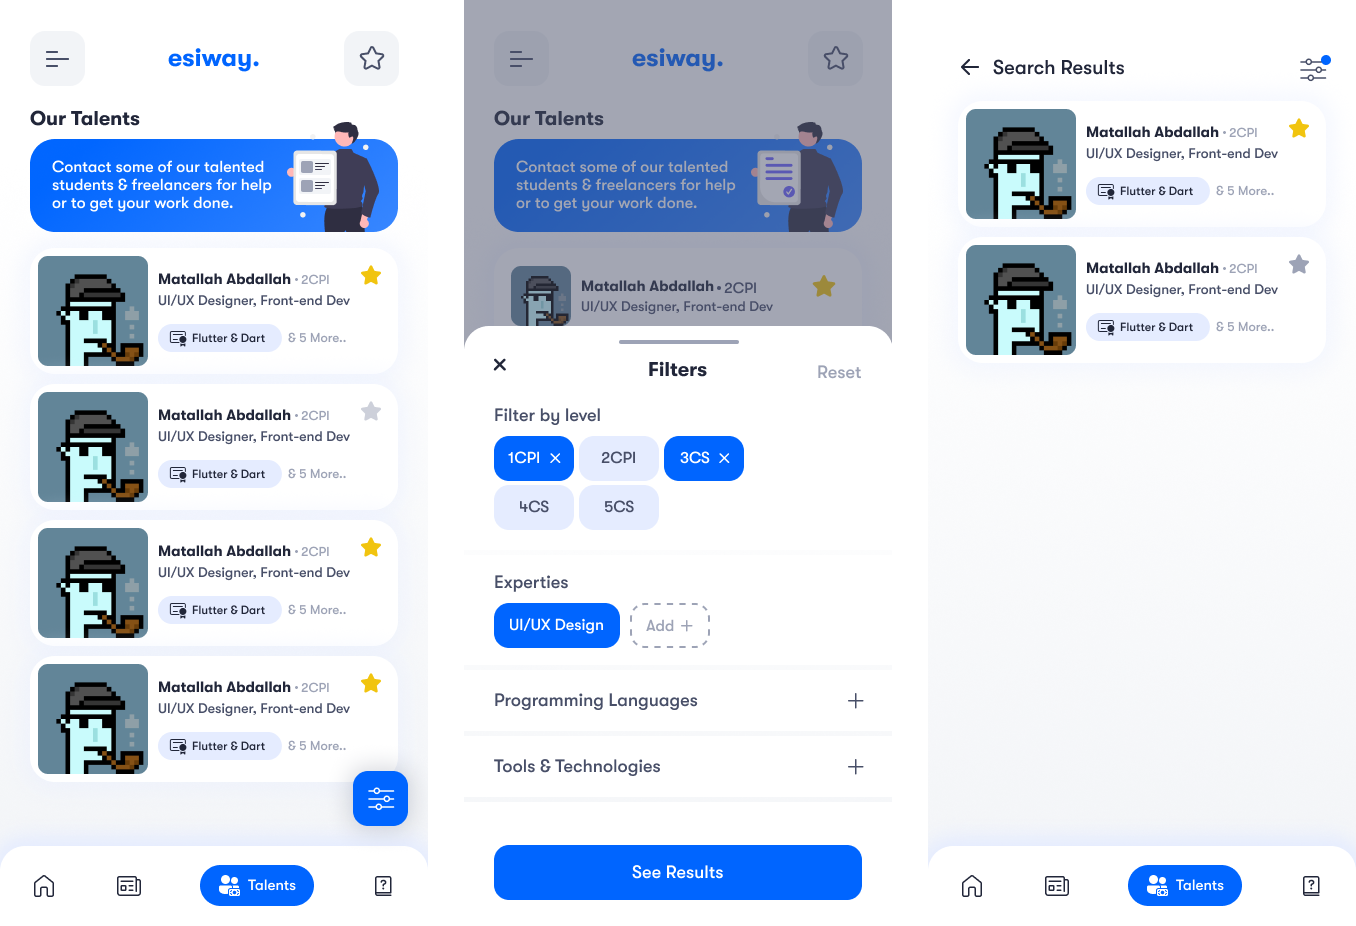 esiway.
Our Talents
Contact some of our talented
students & freelancers for help
or to get your work done.
Matallah Abdallah • 2CPI
UI/UX Designer, Front-end Dev
Flutter & Dart & 5 More..
Matallah Abdallah • 2CPI
UI/UX Designer, Front-end Dev
Flutter & Dart & 5 More..
Matallah Abdallah • 2CPI
UI/UX Designer, Front-end Dev
Flutter & Dart & 5 More..
Matallah Abdallah • 2CPI
UI/UX Designer, Front-end Dev
Flutter & Dart & 5 More..
Talents
esiway.
Our Talents
Contact some of our talented
students & freelancers for help
or to get your work done.
Matallah Abdallah • 2CPI
UI/UX Designer, Front-end Dev
Filters
Reset
Filter by level
1CPI 2CPI 3CS
4CS 5CS
Experties
UI/UX Design Add
Programming Languages
Tools & Technologies
See Results
Search Results
Matallah Abdallah • 2CPI
UI/UX Designer, Front-end Dev
Flutter & Dart & 5 More..
Matallah Abdallah • 2CPI
UI/UX Designer, Front-end Dev
Flutter & Dart & 5 More..
Talents